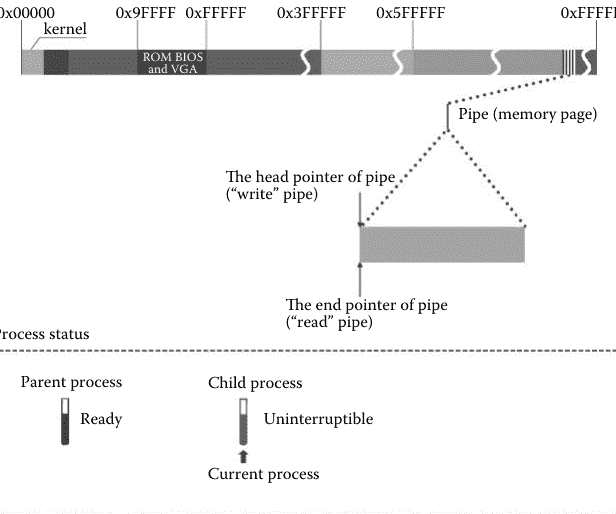 0x00000 0x9FFFF 0xFFFFF 0x3FFFFF 0x5FFFFF 0xFFFFF
kernel
ROM BIOS
and VGA
Pipe (memory page)
The head pointer of pipe
(“write” pipe)
The end pointer of pipe
(“read” pipe)
Process status
Parent process Child process
Ready Uninterruptible
Current process